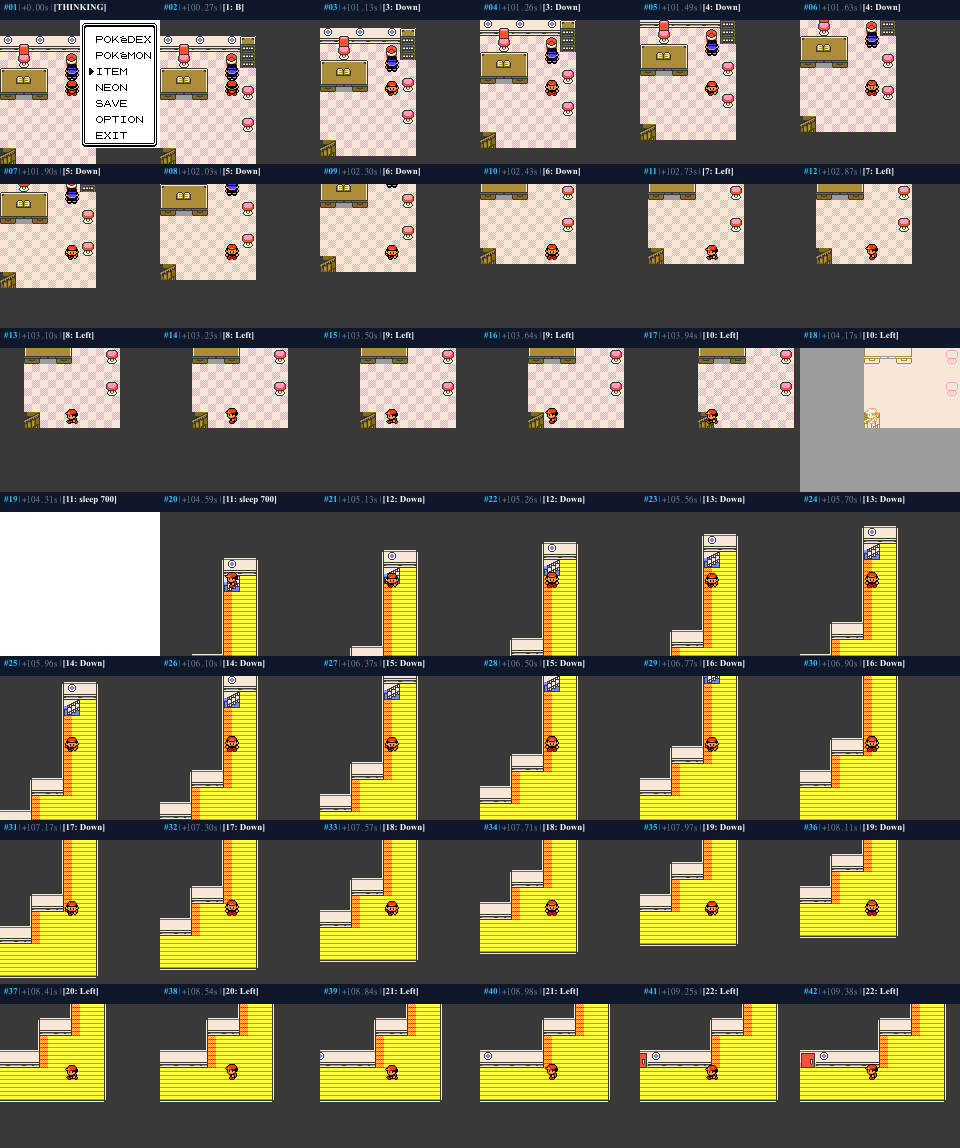 #01 | +0.00s | [THINKING]
#02 | +100.27s | [1: B]
#03 | +101.13s | [3: Down]
#04 | +101.26s | [3: Down]
#05 | +101.49s | [4: Down]
#06 | +101.63s | [4: Down]
POKéDEX
POKéMON
ITEM
NEON
SAVE
OPTION
EXIT
#07 | +101.90s | [5: Down]
#08 | +102.03s | [5: Down]
#09 | +102.30s | [6: Down]
#10 | +102.43s | [6: Down]
#11 | +102.73s | [7: Left]
#12 | +102.87s | [7: Left]
#13 | +103.10s | [8: Left]
#14 | +103.23s | [8: Left]
#15 | +103.50s | [9: Left]
#16 | +103.64s | [9: Left]
#17 | +103.94s | [10: Left]
#18 | +104.17s | [10: Left]
#19 | +104.31s | [11: sleep 700]
#20 | +104.59s | [11: sleep 700]
#21 | +105.13s | [12: Down]
#22 | +105.26s | [12: Down]
#23 | +105.56s | [13: Down]
#24 | +105.70s | [13: Down]
#25 | +105.96s | [14: Down]
#26 | +106.10s | [14: Down]
#27 | +106.37s | [15: Down]
#28 | +106.50s | [15: Down]
#29 | +106.77s | [16: Down]
#30 | +106.90s | [16: Down]
#31 | +107.17s | [17: Down]
#32 | +107.30s | [17: Down]
#33 | +107.57s | [18: Down]
#34 | +107.71s | [18: Down]
#35 | +107.97s | [19: Down]
#36 | +108.11s | [19: Down]
#37 | +108.41s | [20: Left]
#38 | +108.54s | [20: Left]
#39 | +108.84s | [21: Left]
#40 | +108.98s | [21: Left]
#41 | +109.25s | [22: Left]
#42 | +109.38s | [22: Left]